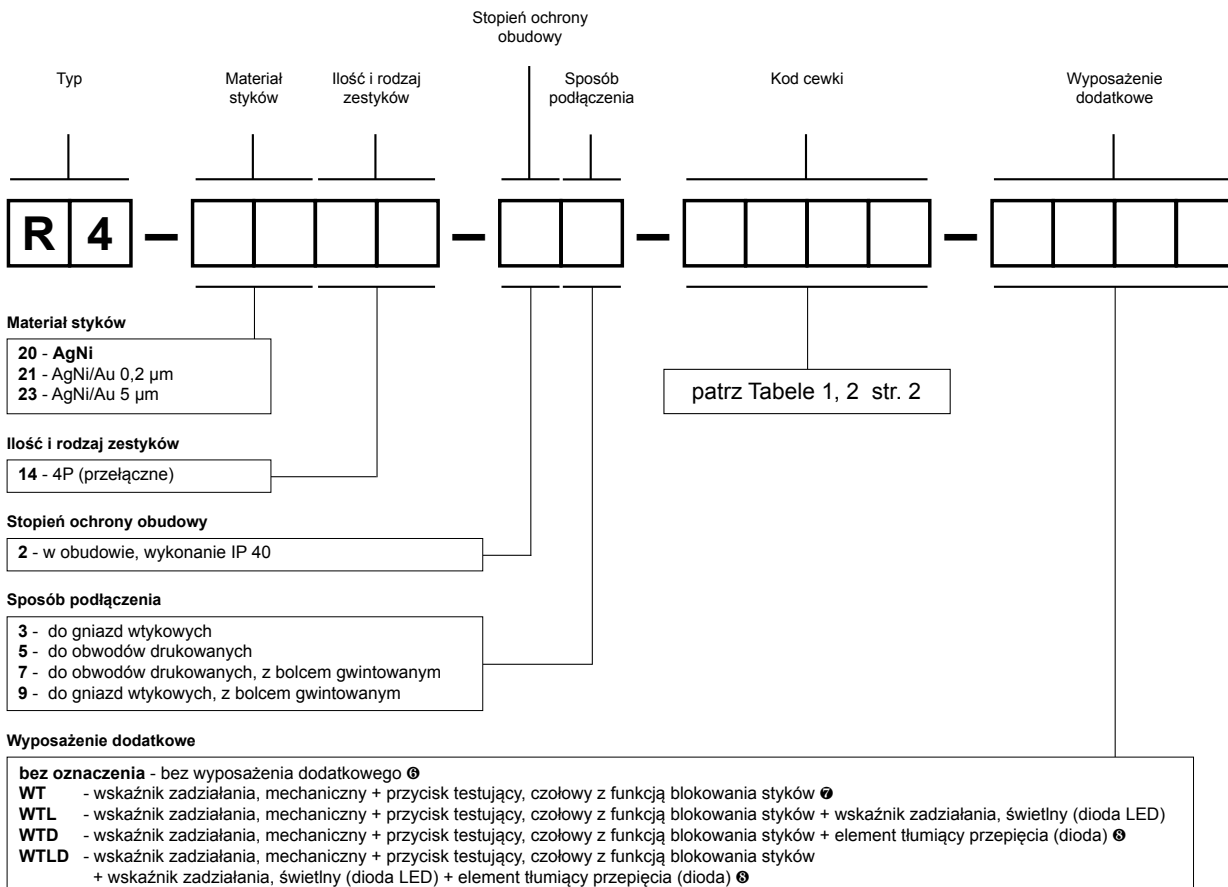 Stopień ochrony
obudowy
Typ
Materiał
styków
Ilość i rodzaj
zestyków
Sposób
podłączenia
Kod cewki
Wyposażenie
dodatkowe
R 4 – – – –
Materiał styków
20 - AgNi
21 - AgNi/Au 0,2 µm
23 - AgNi/Au 5 µm
patrz Tabele 1, 2 str. 2
Ilość i rodzaj zestyków
14 - 4P (przełączne)
Stopień ochrony obudowy
2 - w obudowie, wykonanie IP 40
Sposób podłączenia
3 - do gniazd wtykowych
5 - do obwodów drukowanych
7 - do obwodów drukowanych, z bolcem gwintowanym
9 - do gniazd wtykowych, z bolcem gwintowanym
Wyposażenie dodatkowe
bez oznaczenia - bez wyposażenia dodatkowego ❻
WT - wskaźnik zadziałania, mechaniczny + przycisk testujący, czołowy z funkcją blokowania styków ❼
WTL - wskaźnik zadziałania, mechaniczny + przycisk testujący, czołowy z funkcją blokowania styków + wskaźnik zadziałania, świetlny (dioda LED)
WTD - wskaźnik zadziałania, mechaniczny + przycisk testujący, czołowy z funkcją blokowania styków + element tłumiący przepięcia (dioda) ❽
WTLD - wskaźnik zadziałania, mechaniczny + przycisk testujący, czołowy z funkcją blokowania styków
+ wskaźnik zadziałania, świetlny (dioda LED) + element tłumiący przepięcia (dioda) ❽